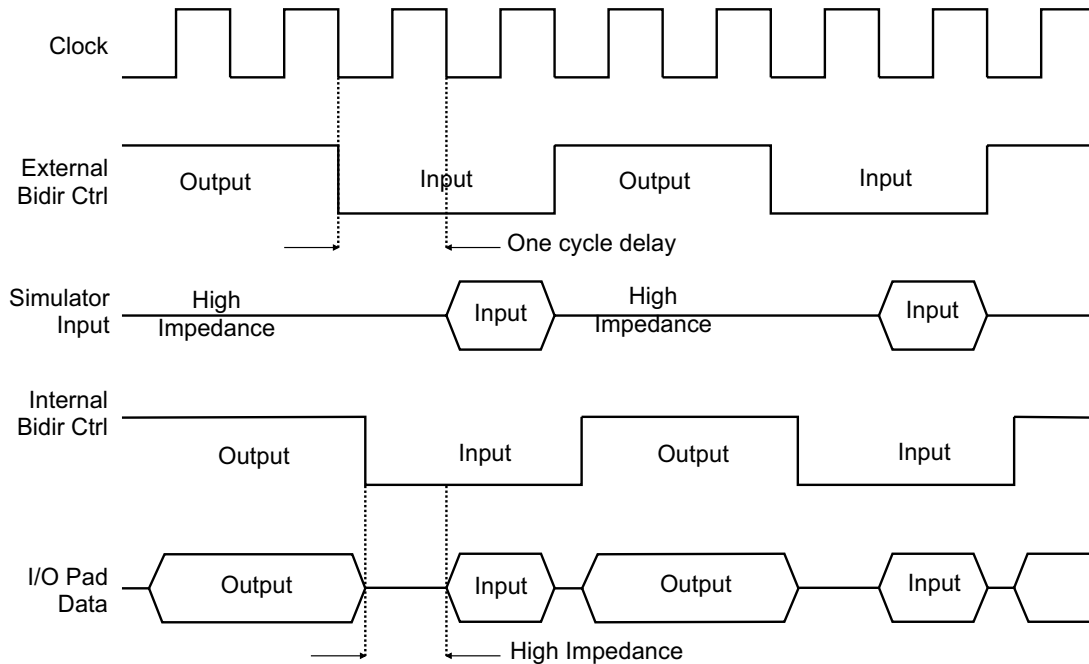 Clock
External
Bidir Ctrl
Output
Input
Output
Input
One cycle delay
Simulator
Input
High
Impedance
Input
High
Impedance
Input
Internal
Bidir Ctrl
Output
Input
Output
Input
I/O Pad
Data
Output
Input
Output
Input
High Impedance